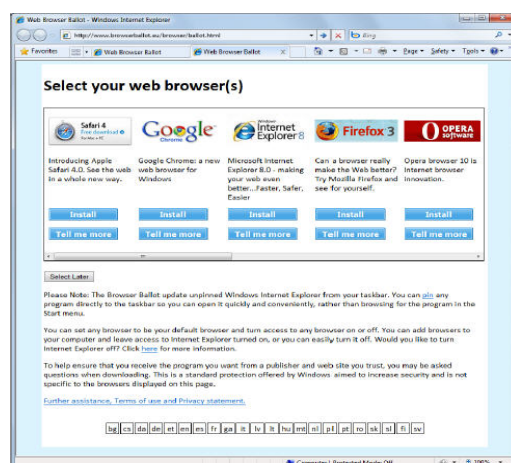 Web Browser Ballot - Windows Internet Explorer
http://www.browserballot.eu/browserballot.html
Bing
Favorites
Web Brows Ballot
Web Browser Ballot
Page
Safety
Tools
Select your web browser(s)
Safari 4
Free download
for Mac + PC
Google
Chrome
Windows
Internet
Explorer 8
Firefox 3
OPERA
software
Introducing Apple
Safari 4.0. See the web
in a whole new way.
Google Chrome: a new
web browser for
Windows
Microsoft Internet
Explorer 8.0 - making
your web even
better...Faster, Safer,
Easier
Can a browser really
make the Web better?
Try Mozilla Firefox and
see for yourself.
Opera browser 10 is
Internet browser
Innovation.
Install Install Install Install Install
Tell me more Tell me more Tell me more Tell me more Tell me more
Select Later
Please Note: The Browser Ballot update unpinned Windows Internet Explorer from your taskbar. You can pin any
program directly to the taskbar so you can open it quickly and conveniently, rather than browsing for the program in the
Start menu.
You can set any browser to be your default browser and turn access to any browser on or off. You can add browsers to
your computer and leave access to Internet Explorer turned on, or you can easily turn it off. Would you like to turn
Internet Explorer off? Click here for more information.
To help ensure that you receive the program you want from a publisher and web site you trust, you may be asked
questions when downloading. This is a standard protection offered by Windows aimed to increase security and is not
specific to the browsers displayed on this page.
Further assistance, Terms of use and Privacy statement.
bg cs da de et en es fr ga it lv lt hu mt nl pl pt ro sk sl fi sv
Computer | Protected Mode: Off
100%